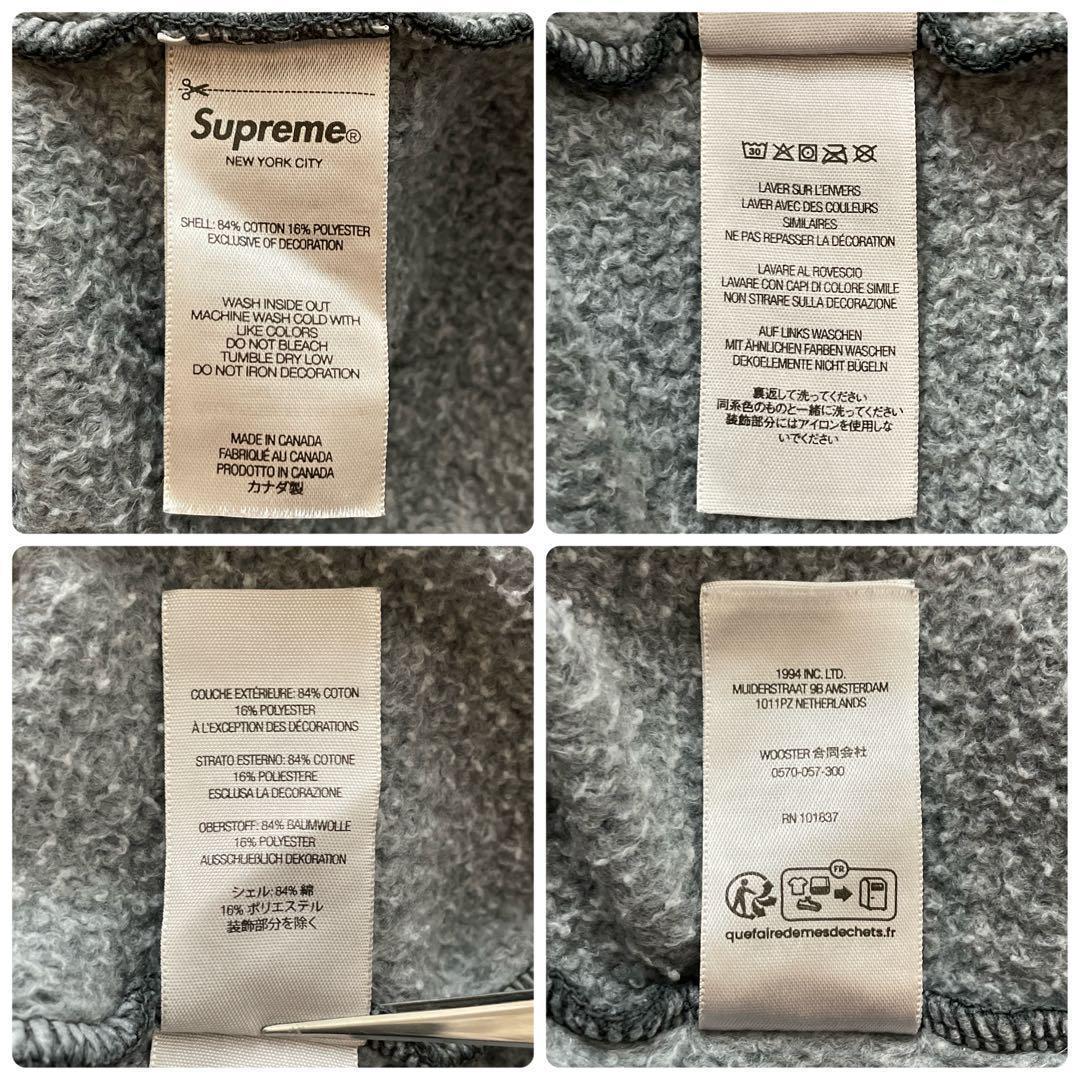 Supreme®
NEW YORK CITY
SHELL: 84% COTTON 16% POLYESTER
EXCLUSIVE OF DECORATION
WASH INSIDE OUT
MACHINE WASH COLD WITH
LIKE COLORS
DO NOT BLEACH
TUMBLE DRY LOW
DO NOT IRON DECORATION
MADE IN CANADA
FABRIQUÉ AU CANADA
PRODOTTO IN CANADA
カナダ製
30
LAVER SUR L'ENVERS
LAVER AVEC DES COULEURS
SIMILAIRES
NE PAS REPASSER LA DÉCORATION
LAVARE AL ROVESCIO
LAVARE CON CAPI DI COLORE SIMILE
NON STIRARE SULLA DECORAZIONE
AUF LINKS WASCHEN
MIT ÄHNLICHEN FARBEN WASCHEN
DEKOELEMENTE NICHT BÜGELN
裏返して洗ってください
同系色のものと一緒に洗ってください
装飾部分にはアイロンを使用しな
いでください
COUCHE EXTÉRIEURE: 84% COTON
16% POLYESTER
À L'EXCEPTION DES DÉCORATIONS
STRATO ESTERNO: 84% COTONE
16% POLIESTERE
ESCLUSA LA DECORAZIONE
OBERSTOFF: 84% BAUMWOLLE
16% POLYESTER
AUSSCHLIEBLICH DEKORATION
シェル: 84% 綿
16% ポリエステル
装飾部分を除く
1994 INC. LTD.
MUIDERSTRAAT 9B AMSTERDAM
1011PZ NETHERLANDS
WOOSTER 合同会社
0570-057-300
RN 101837
FR
quefairedemesdechets.fr